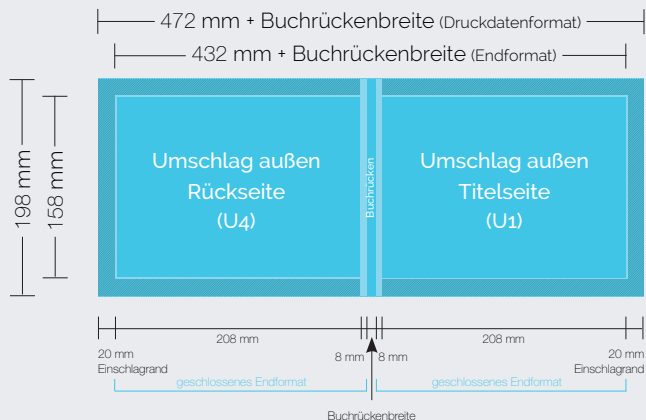 472 mm + Buchrückenbreite (Druckdatenformat)
432 mm + Buchrückenbreite (Endformat)
198 mm
158 mm
Umschlag außen
Rückseite
(U4)
Buchrücken
Umschlag außen
Titelseite
(U1)
20 mm
Einschlagrand
208 mm
8 mm
8 mm
208 mm
20 mm
Einschlagrand
geschlossenes Endformat
geschlossenes Endformat
Buchrückenbreite